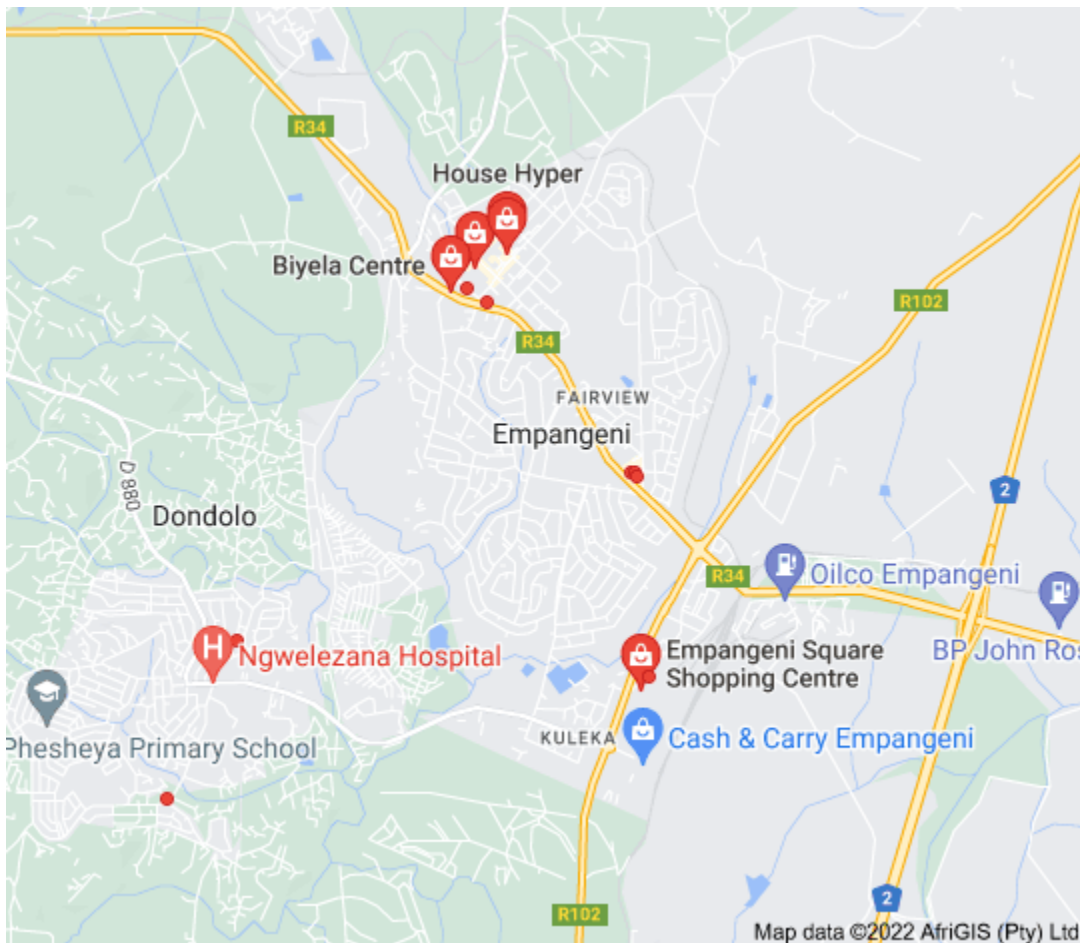 R34
House Hyper
Biyela Centre
R102
R34
FAIRVIEW
Empangeni
D 880
2
Dondolo
R34
Oilco Empangeni
H
Ngwelezana Hospital
Empangeni Square
Shopping Centre
BP John Ros
KULEKA
Cash & Carry Empangeni
Phesheya Primary School
2
R102
Map data ©2022 AfriGIS (Pty) Ltd